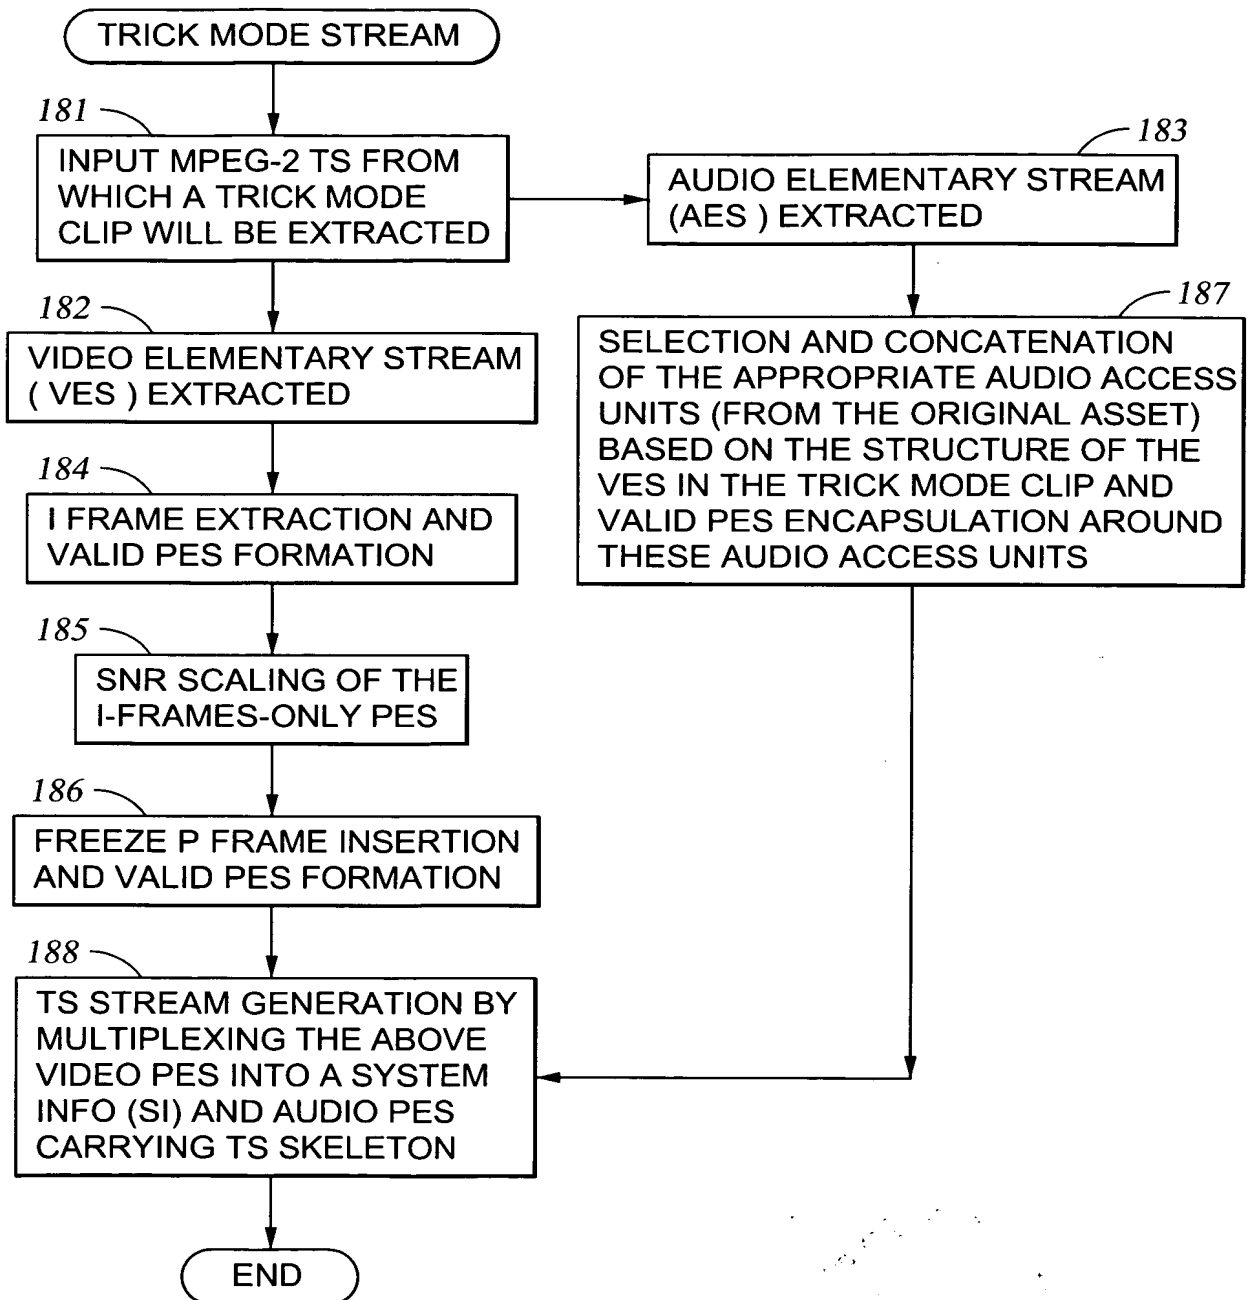 TRICK MODE STREAM
181
INPUT MPEG-2 TS FROM
WHICH A TRICK MODE
CLIP WILL BE EXTRACTED
183
AUDIO ELEMENTARY STREAM
(AES ) EXTRACTED
182
VIDEO ELEMENTARY STREAM
( VES ) EXTRACTED
187
SELECTION AND CONCATENATION
OF THE APPROPRIATE AUDIO ACCESS
UNITS (FROM THE ORIGINAL ASSET)
BASED ON THE STRUCTURE OF THE
VES IN THE TRICK MODE CLIP AND
VALID PES ENCAPSULATION AROUND
THESE AUDIO ACCESS UNITS
184
I FRAME EXTRACTION AND
VALID PES FORMATION
185
SNR SCALING OF THE
I-FRAMES-ONLY PES
186
FREEZE P FRAME INSERTION
AND VALID PES FORMATION
188
TS STREAM GENERATION BY
MULTIPLEXING THE ABOVE
VIDEO PES INTO A SYSTEM
INFO (SI) AND AUDIO PES
CARRYING TS SKELETON
END